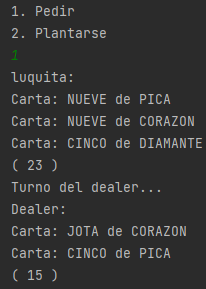 1. Pedir
2. Plantarse
1
luquita:
Carta: NUEVE de PICA
Carta: NUEVE de CORAZON
Carta: CINCO de DIAMANTE
( 23 )
Turno del dealer...
Dealer:
Carta: JOTA de CORAZON
Carta: CINCO de PICA
( 15 )